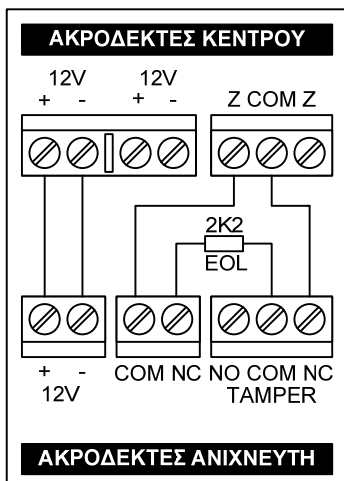 ΑΚΡΟΔΕΚΤΕΣ ΚΕΝΤΡΟΥ
12V 12V
+ - + - Z COM Z
2K2
EOL
+ - COM NC NO COM NC
12V TAMPER
ΑΚΡΟΔΕΚΤΕΣ ΑΝΙΧΝΕΥΤΗ